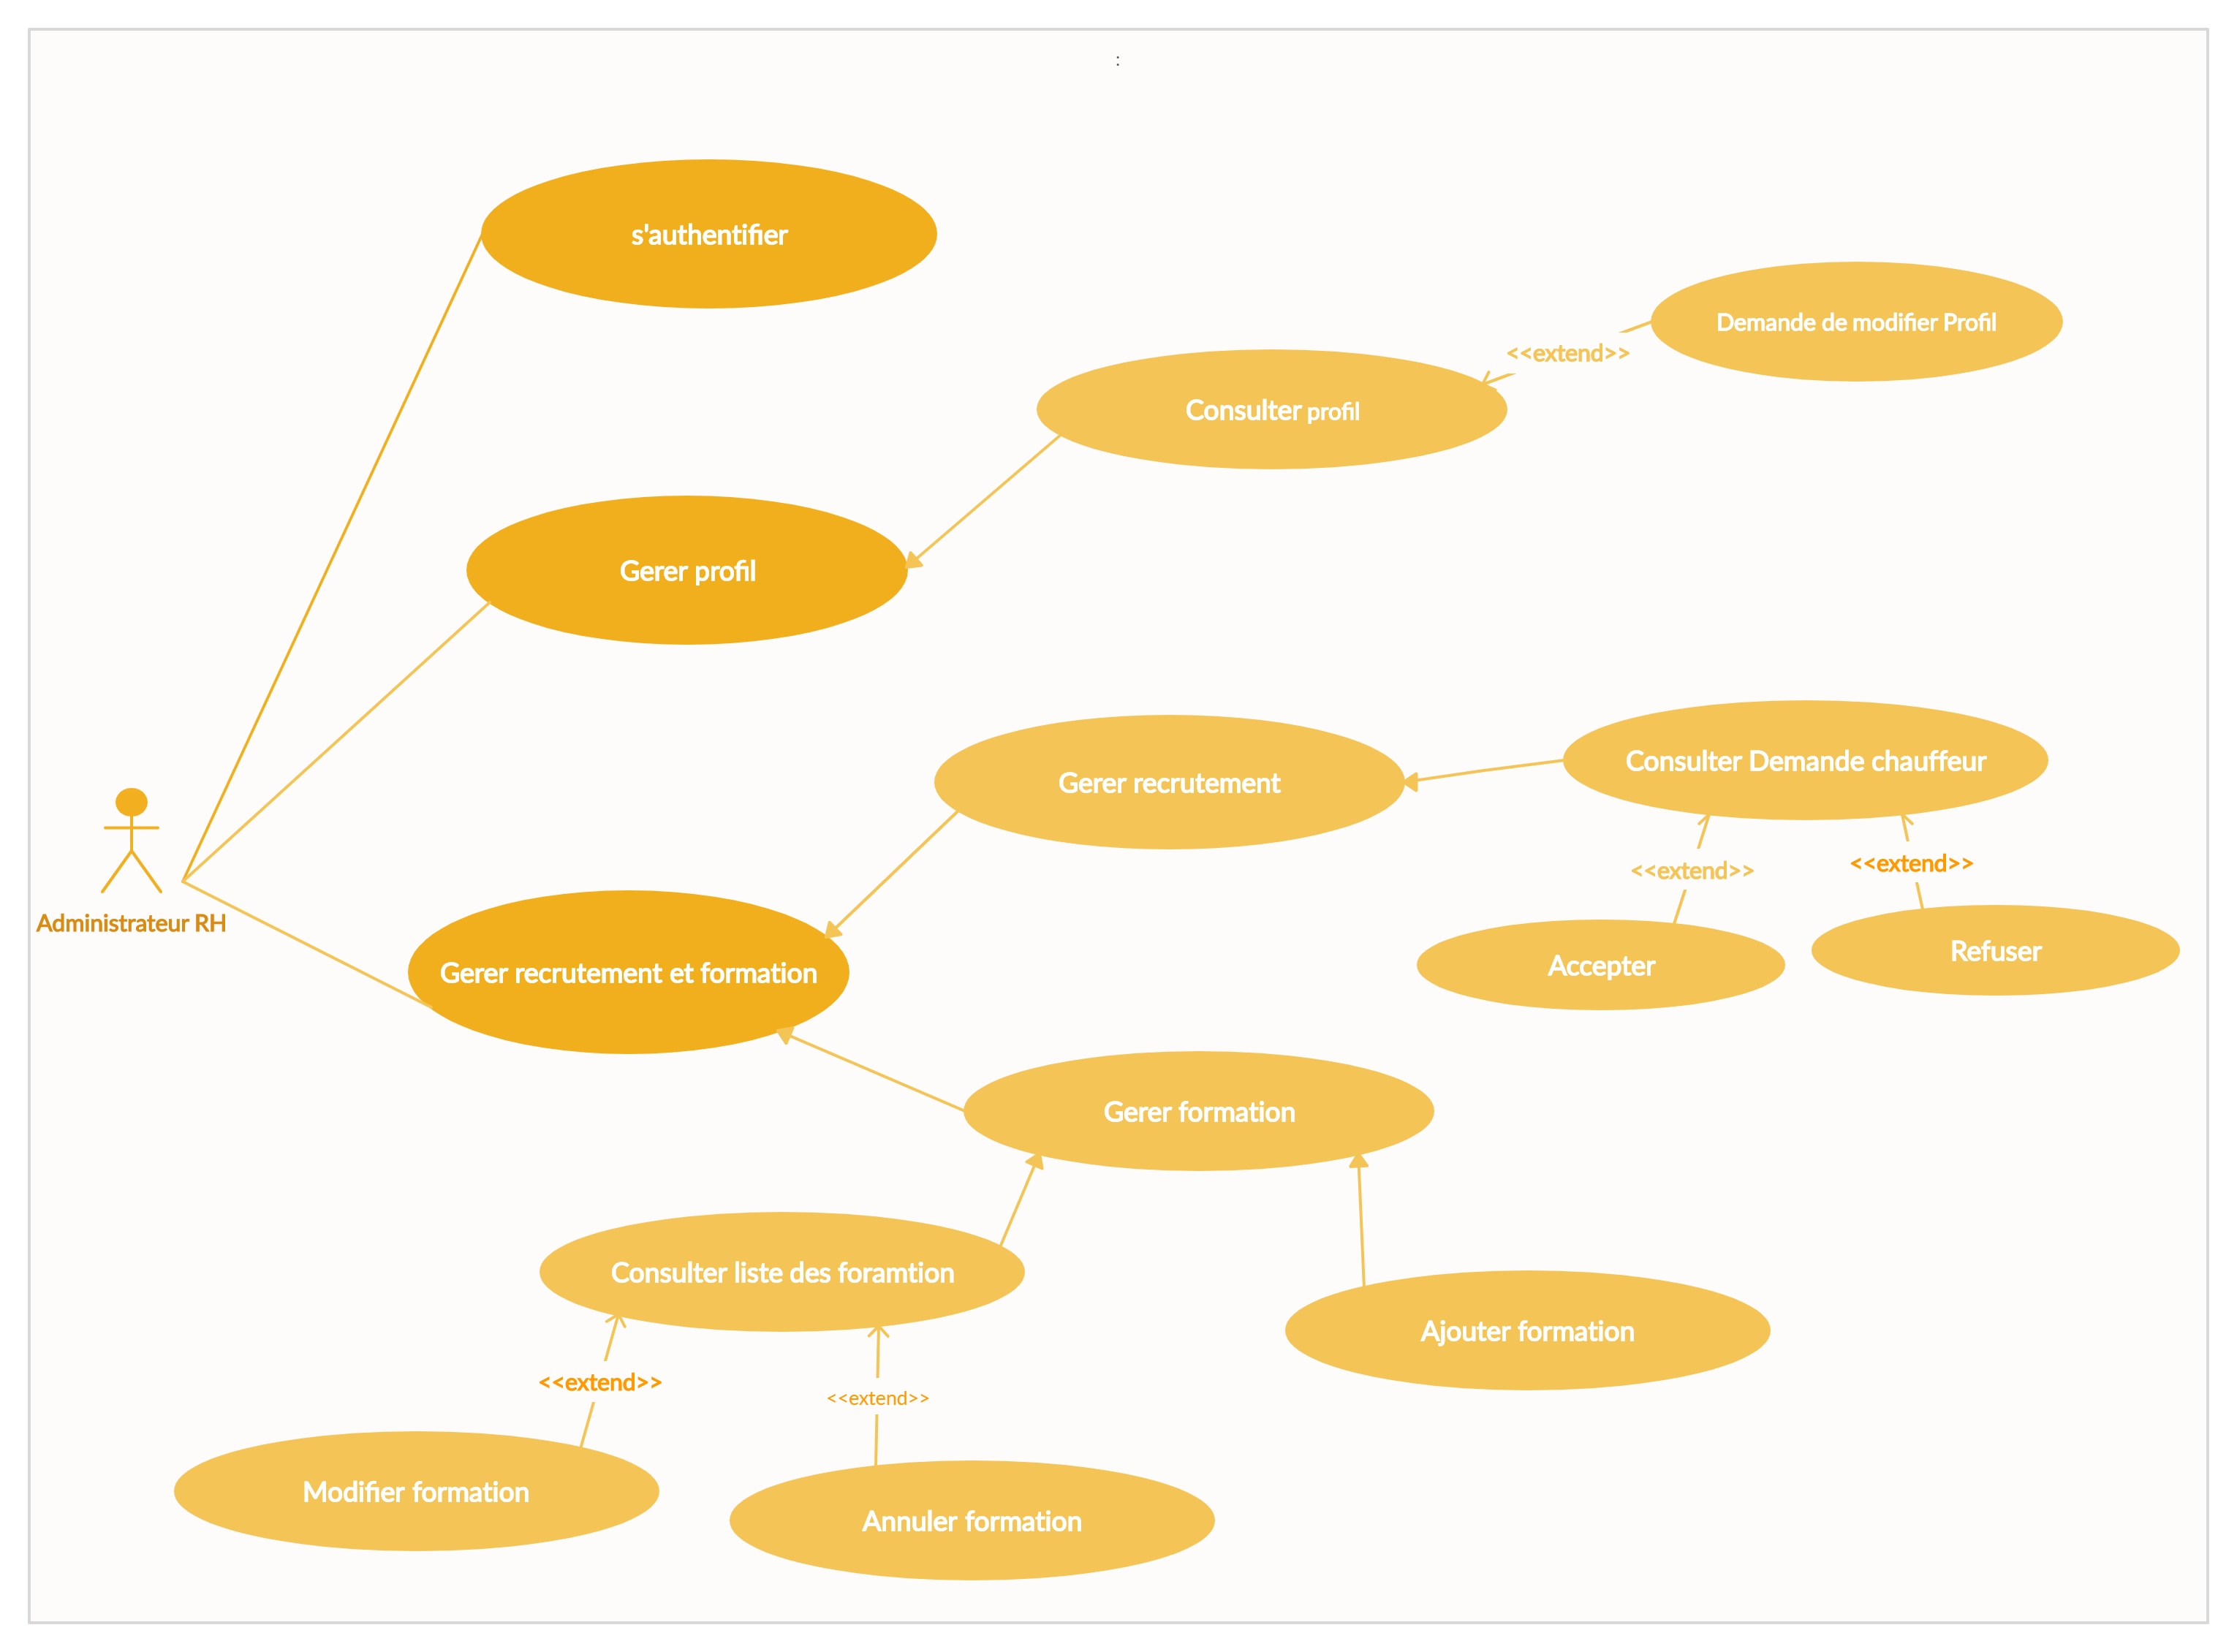 :
s'authentifier
Demande de modifier Profil
<<extend>>
Consulter profil
Gerer profil
Consulter Demande chauffeur
Gerer recrutement
<<extend>>
<<extend>>
Administrateur RH
Refuser
Accepter
Gerer recrutement et formation
Gerer formation
Consulter liste des foramtion
Ajouter formation
<<extend>>
<<extend>>
Modifier formation
Annuler formation